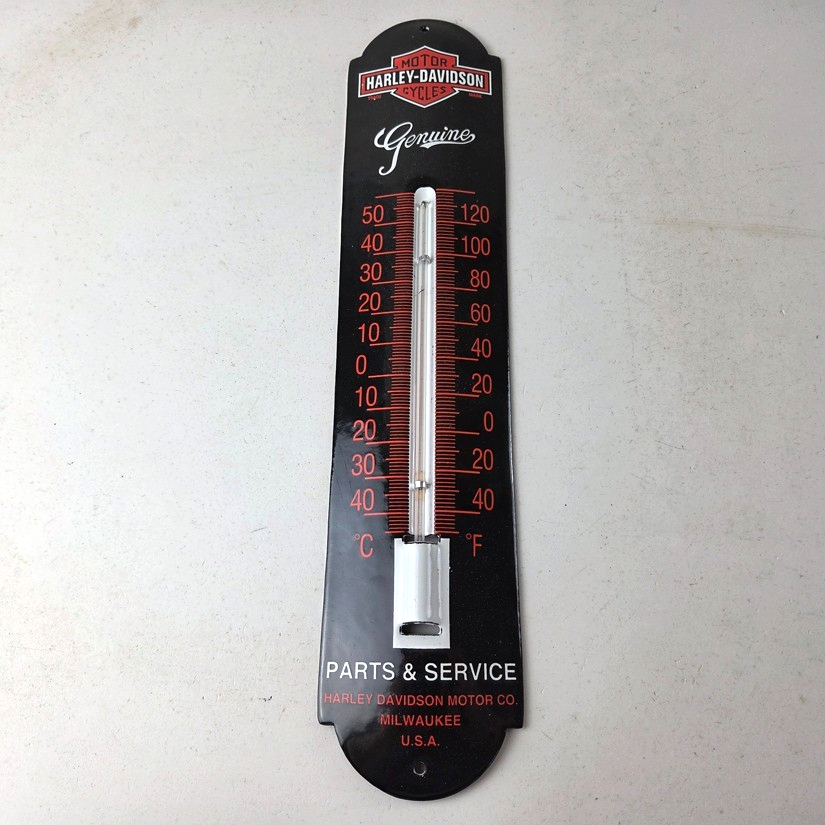 MOTOR
HARLEY-DAVIDSON
CYCLES
Genuine
50 120
40 100
30 80
20 60
10 40
0 20
10 0
20 20
30 40
40
°C °F
PARTS & SERVICE
HARLEY DAVIDSON MOTOR CO.
MILWAUKEE
U.S.A.